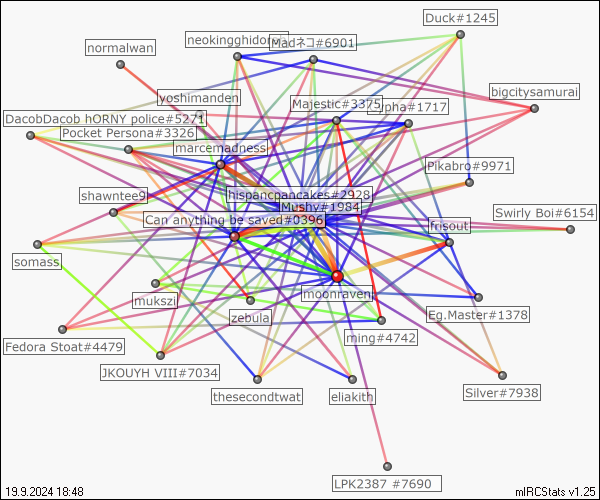 Duck#1245
neokingghidorah
Madネコ#6901
normalwan
bigcitysamurai
yoshimanden
Majestic#3375
Alpha#1717
DacobDacob hORNY police#5271
Pocket Persona#3326
marcemadness
Pikabro#9971
hispancpancakes#2928
shawntee9
Mushy#1984
Swirly Boi#6154
Can anything be saved#0396
frisout
somass
moonraven
mukszi
Eg.Master#1378
zebula
ming#4742
Fedora Stoat#4479
JKOUYH VIII#7034
Silver#7938
thesecondtwat
eliakith
LPK2387 #7690
19.9.2024 18:48
mIRCStats v1.25